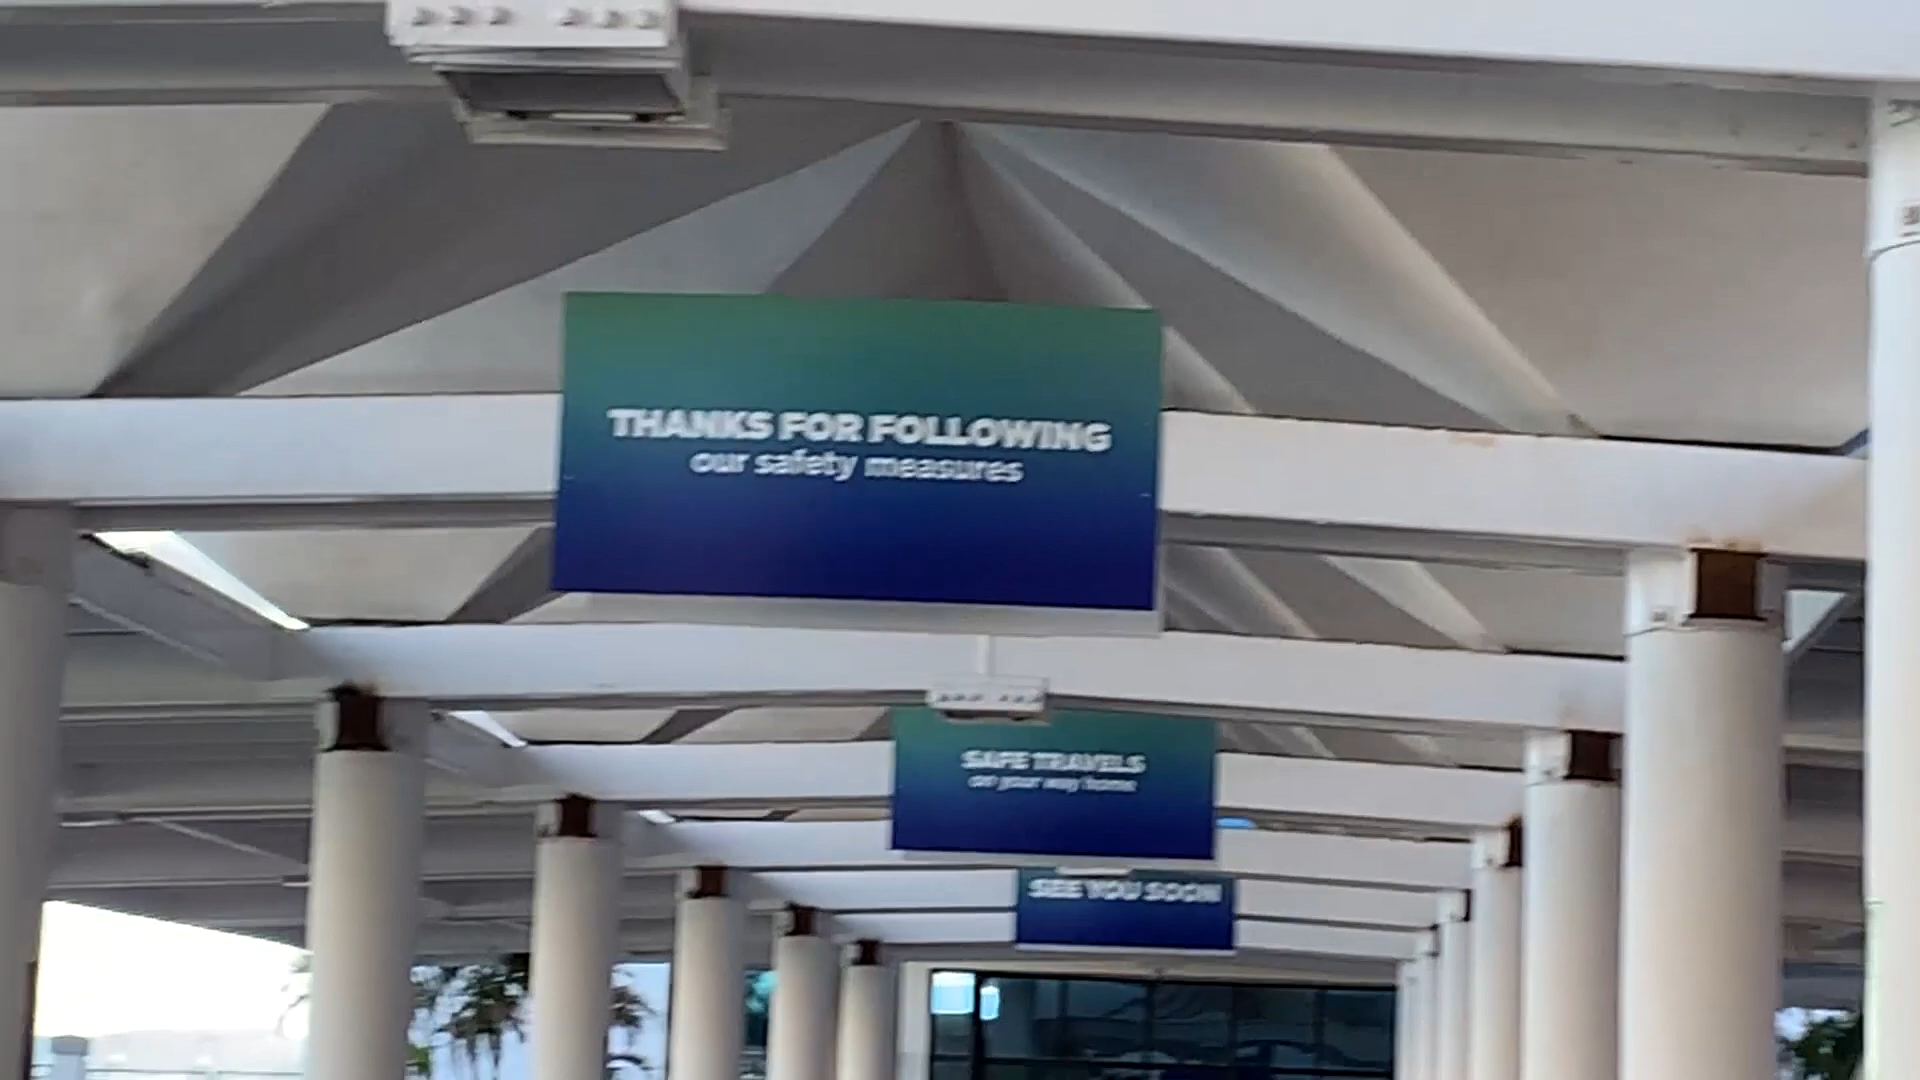 THANKS FOR FOLLOWING
our safety measures
SAFE TRAVELS
on your way home
SEE YOU SOON